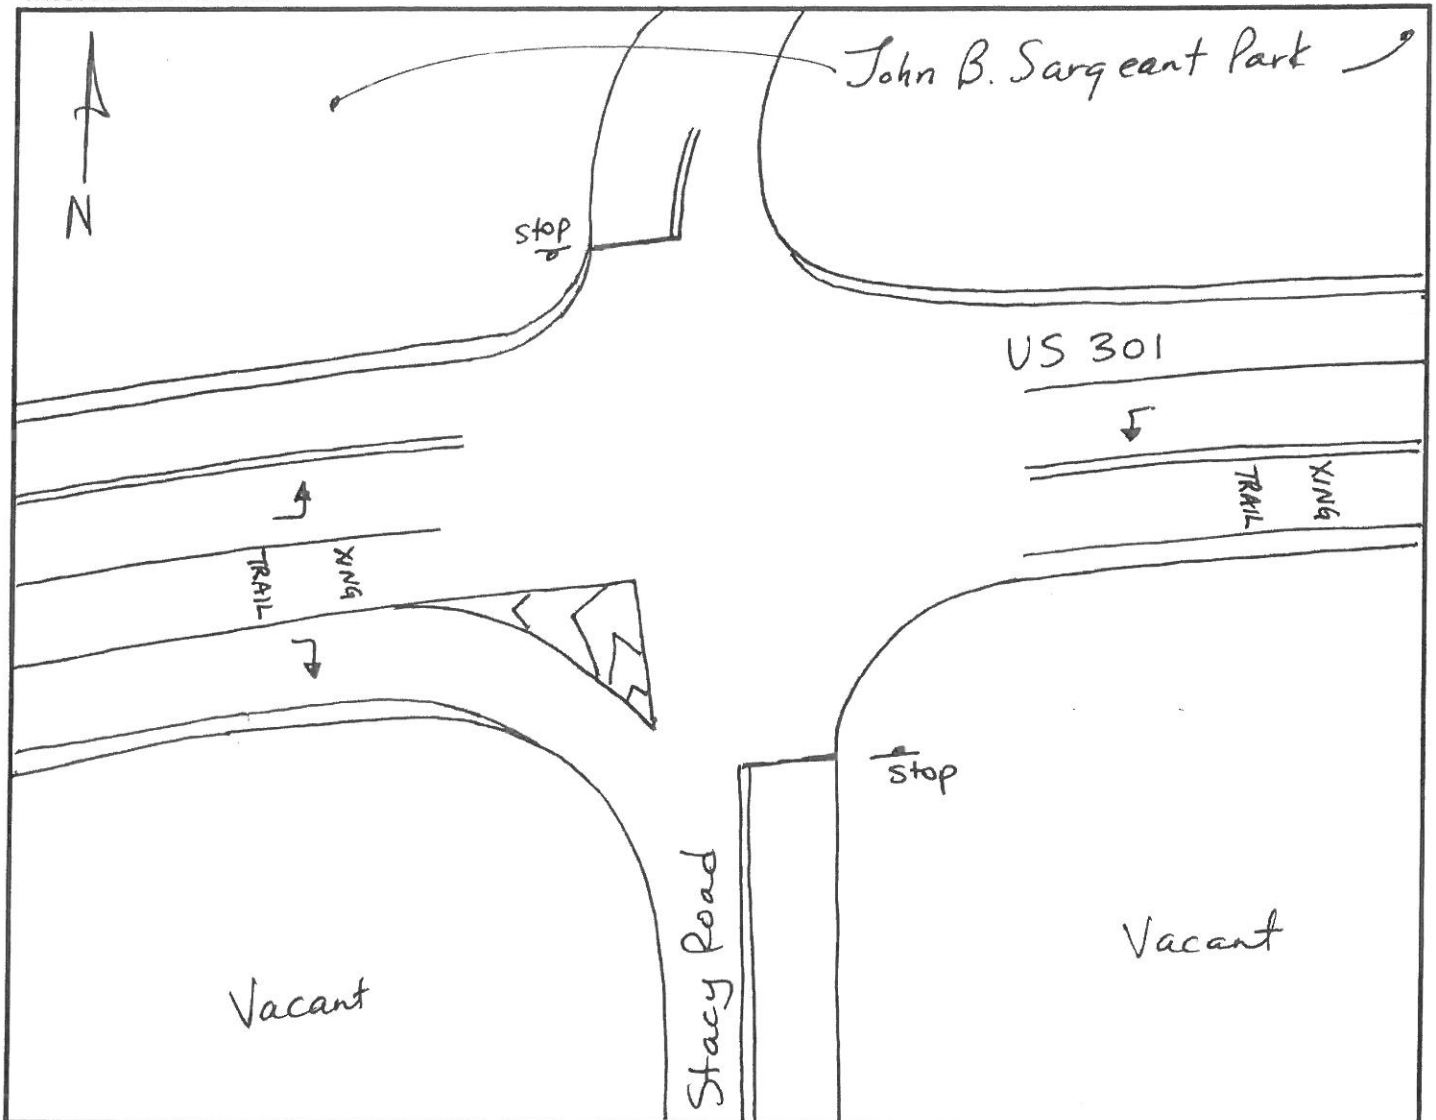 John B. Sargeant Park
N
stop
US 301
TRAIL
XING
TRAIL
XING
stop
Stacy Road
Vacant
Vacant